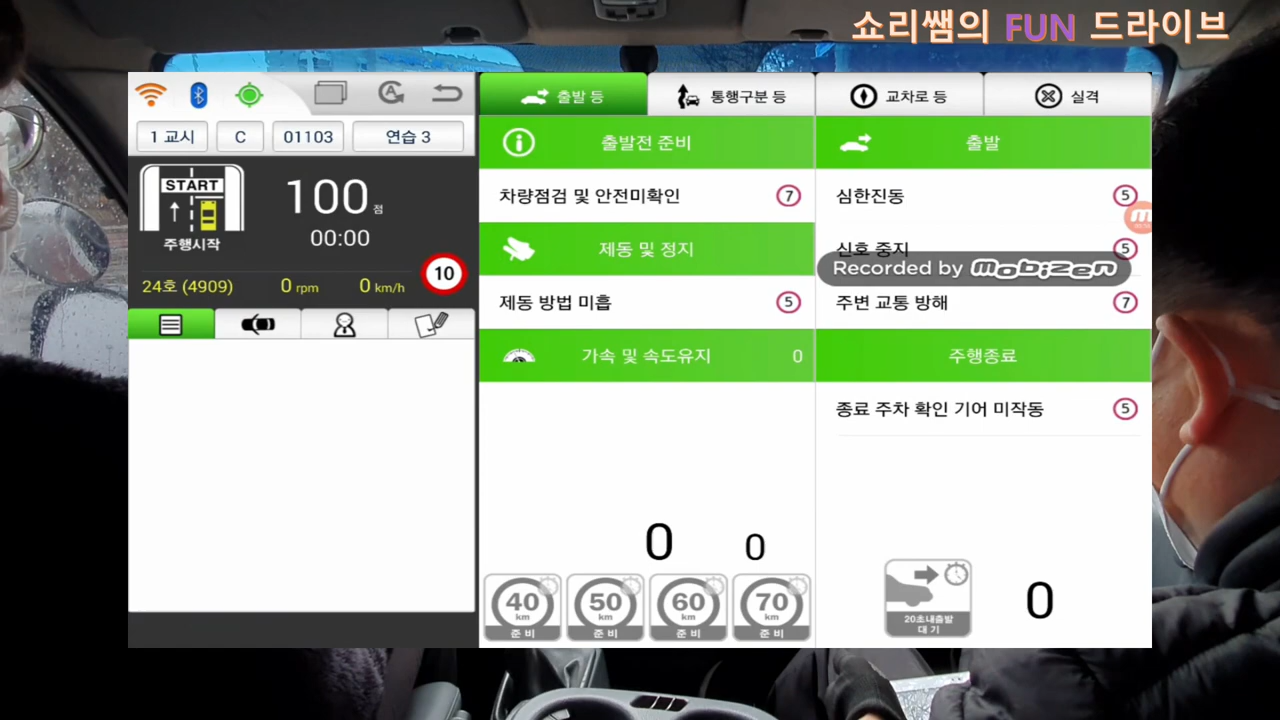 쇼리쌤의 FUN 드라이브
1 교시
C
01103
연습 3
START
주행시작
100점
00:00
24호 (4909)
0 rpm
0 km/h
10
출발 등
통행구분 등
교차로 등
실격
출발전 준비
차량점검 및 안전미확인 7
제동 및 정지
제동 방법 미흡 5
가속 및 속도유지 0
0
0
40 km 준 비
50 km 준 비
60 km 준 비
70 km 준 비
출발
심한진동 5
신호 중지 5
Recorded by mobizen
주변 교통 방해 7
주행종료
종료 주차 확인 기어 미작동 5
20초내출발
대 기
0